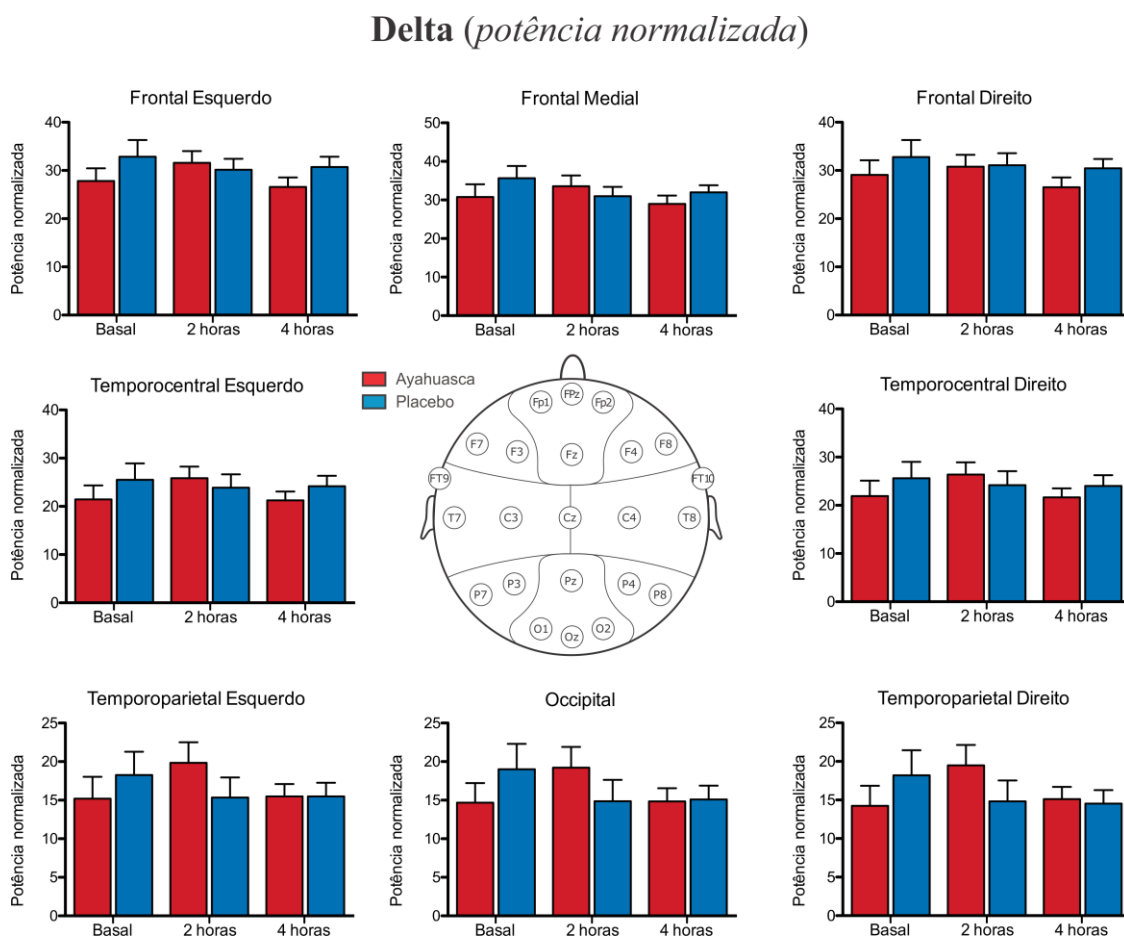 Delta (potência normalizada)
Frontal Esquerdo
Potência normalizada
40
30
20
10
0
Basal 2 horas 4 horas
Frontal Medial
Potência normalizada
50
40
30
20
10
0
Basal 2 horas 4 horas
Frontal Direito
Potência normalizada
40
30
20
10
0
Basal 2 horas 4 horas
Temporocentral Esquerdo
Potência normalizada
40
30
20
10
0
Basal 2 horas 4 horas
Ayahuasca
Placebo
Fp1 FPz Fp2
F7 F3 Fz F4 F8
FT9 FT10
T7 C3 Cz C4 T8
P7 P3 Pz P4 P8
O1 Oz O2
Temporocentral Direito
Potência normalizada
40
30
20
10
0
Basal 2 horas 4 horas
Temporoparietal Esquerdo
Potência normalizada
25
20
15
10
5
0
Basal 2 horas 4 horas
Occipital
Potência normalizada
25
20
15
10
5
0
Basal 2 horas 4 horas
Temporoparietal Direito
Potência normalizada
25
20
15
10
5
0
Basal 2 horas 4 horas